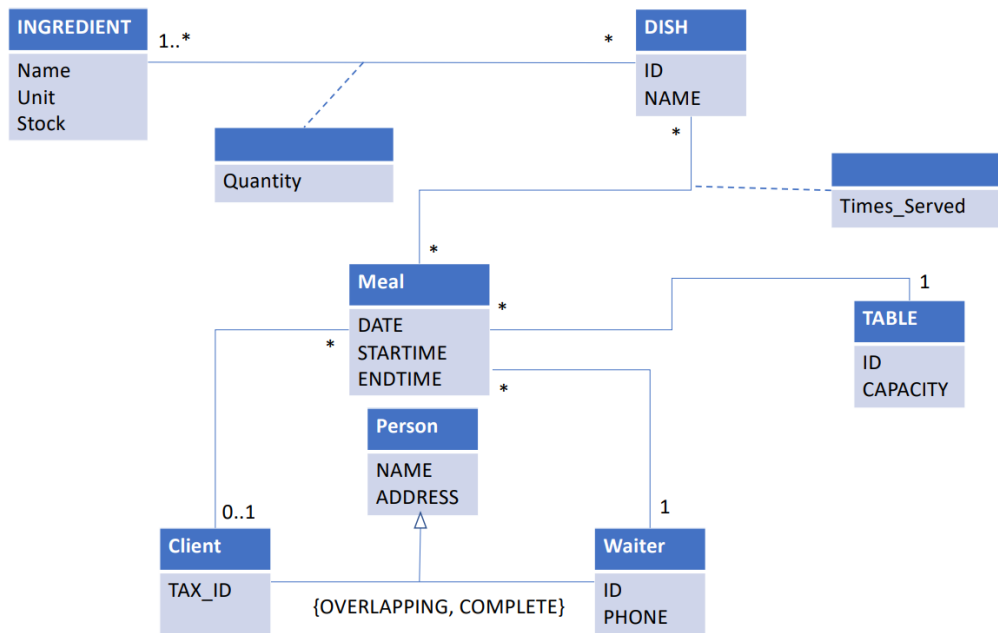 INGREDIENT
Name
Unit
Stock
1..*
*
DISH
ID
NAME
*
Quantity
Times_Served
*
Meal
DATE
STARTIME
ENDTIME
*
*
*
1
TABLE
ID
CAPACITY
Person
NAME
ADDRESS
0..1
1
Client
TAX_ID
{OVERLAPPING, COMPLETE}
Waiter
ID
PHONE